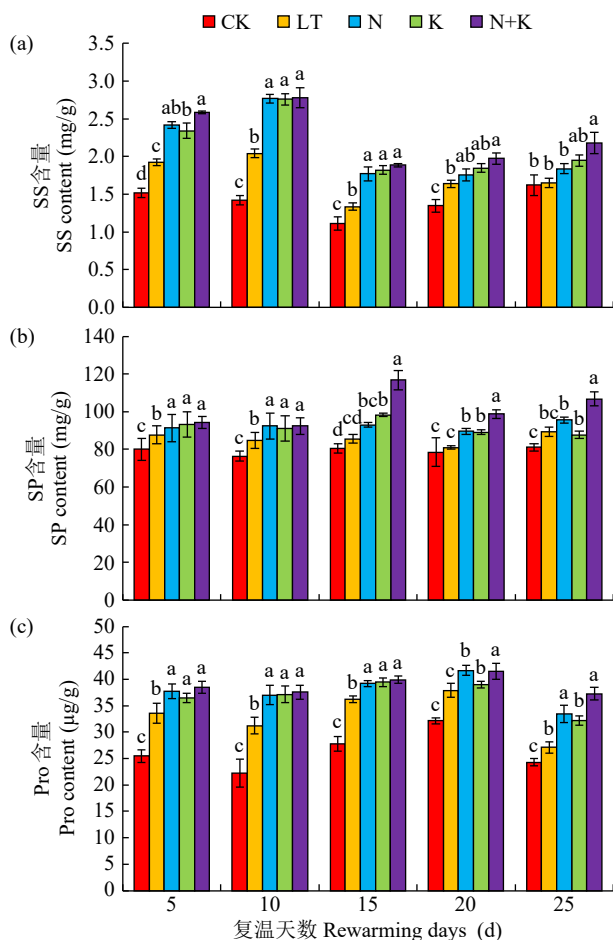 CK LT N K N+K
(a)
SS含量
SS content (mg/g)
3.5
3.0
2.5
2.0
1.5
1.0
0.5
0.0
d c ab b a
c b a a a
c b a a a
c b ab ab a
b b b ab a
(b)
SP含量
SP content (mg/g)
140
120
100
80
60
40
20
0
c b a a a
c b a a a
d cd bc b a
c c b b a
c bc b b a
(c)
Pro 含量
Pro content (μg/g)
50
45
40
35
30
25
20
15
10
5
0
c b a a a
c b a a a
c b a a a
c c b b a
c b a b a
5 10 15 20 25
复温天数 Rewarming days (d)